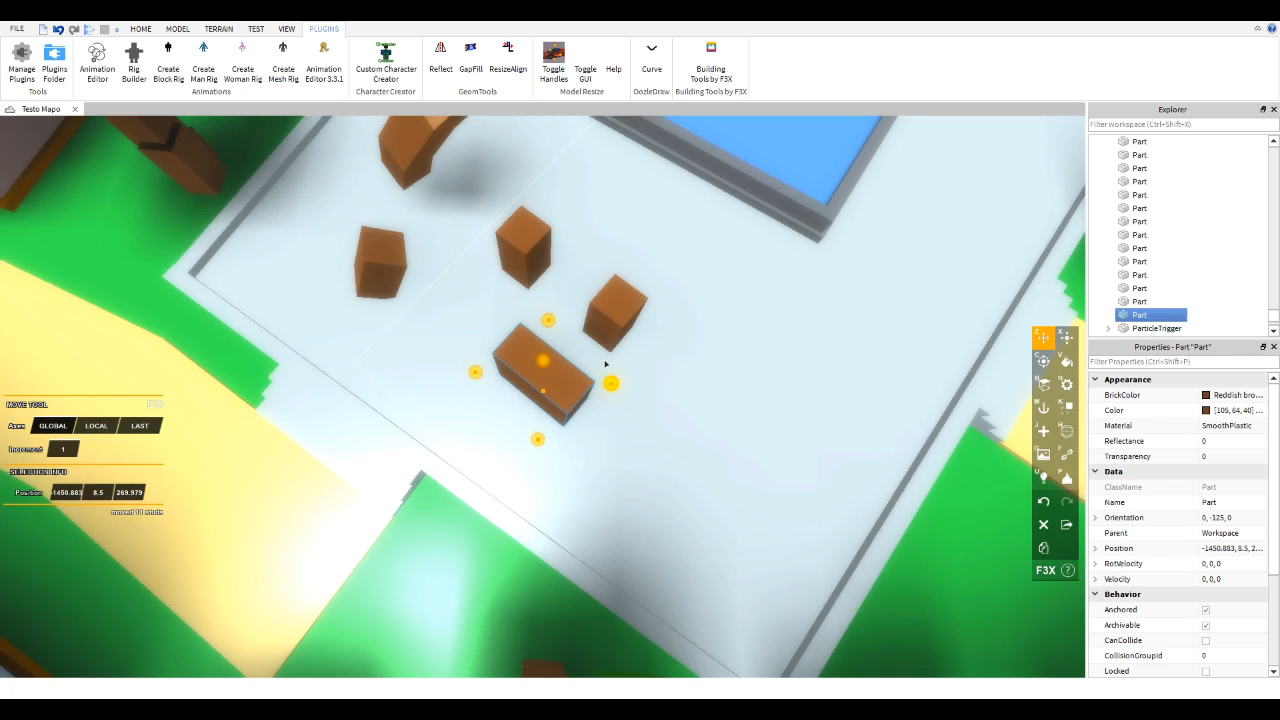 FILE HOME MODEL TERRAIN TEST VIEW PLUGINS
Manage Plugins
Plugins Folder
Animation Editor
Rig Builder
Create Block Rig
Create Man Rig
Create Woman Rig
Create Mesh Rig
Animation Editor 3.3.1
Custom Character Creator
Reflect
GapFill
ResizeAlign
Toggle Handles
Toggle GUI
Help
Curve
Building Tools by F3X
Tools Animations Character Creator GeomTools Model Resize OozleDraw Building Tools by F3X
Testo Mapo
Explorer
Filter workspace (Ctrl+Shift+X)
Part
Part
Part
Part
Part
Part
Part
Part
Part
Part
Part
Part
Part
Part
ParticleTrigger
Properties - Part "Part"
Filter Properties (Ctrl+Shift+P)
Appearance
BrickColor Reddish bro...
Color [105, 64, 40] ...
Material SmoothPlastic
Reflectance 0
Transparency 0
Data
ClassName Part
Name Part
Orientation 0, -125, 0
Parent Workspace
Position -1450.883, 8.5, 2...
RotVelocity 0, 0, 0
Velocity 0, 0, 0
Behavior
Anchored
Archivable
CanCollide
CollisionGroupId 0
Locked
MOVE TOOL F3X
Axes GLOBAL LOCAL LAST
Increment 1
SELECTION INFO
Position -1450.883 8.5 269.979
moved 11 studs
Z X
C V
B N
M K
J H
G F
U P
F3X ?